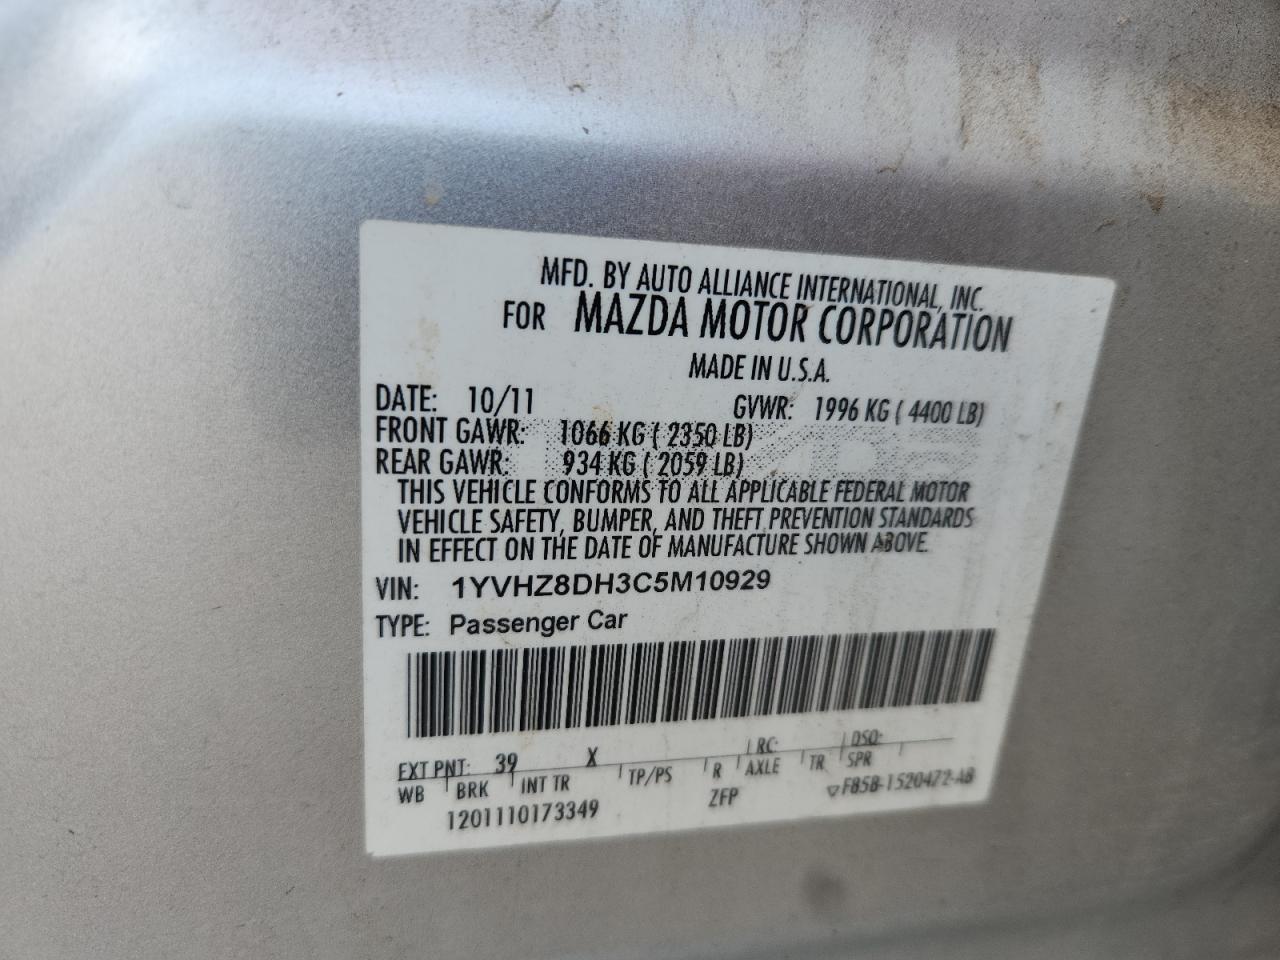 MFD. BY AUTO ALLIANCE INTERNATIONAL, INC.
FOR MAZDA MOTOR CORPORATION
MADE IN U.S.A.
DATE: 10/11 GVWR: 1996 KG ( 4400 LB)
FRONT GAWR: 1066 KG ( 2350 LB)
REAR GAWR: 934 KG ( 2059 LB)
THIS VEHICLE CONFORMS TO ALL APPLICABLE FEDERAL MOTOR
VEHICLE SAFETY, BUMPER, AND THEFT PREVENTION STANDARDS
IN EFFECT ON THE DATE OF MANUFACTURE SHOWN ABOVE.
VIN: 1YVHZ8DH3C5M10929
TYPE: Passenger Car
EXT PNT: 39 X RC: DSO:
WB BRK INT TR TP/PS R AXLE TR SPR
1201110173349 ZFP ▽F85B-1520472-AB